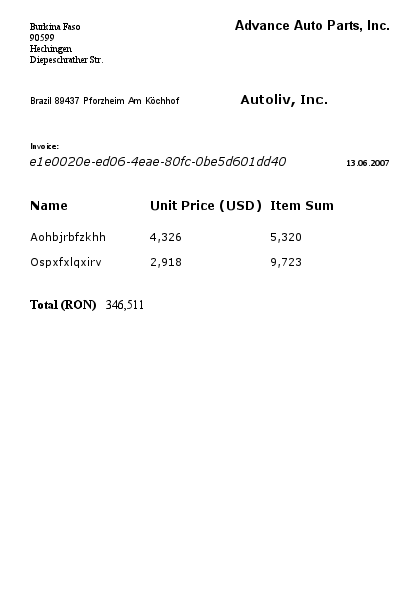 Burkina Faso
90599
Hechingen
Diepeschrather Str.
Advance Auto Parts, Inc.
Brazil 89437 Pforzheim Am Köchhof
Autoliv, Inc.
Invoice:
e1e0020e-ed06-4eae-80fc-0be5d601dd40
13.06.2007
Name Unit Price (USD) Item Sum
Aohbjrbfzkhh 4,326 5,320
Ospxfxlqxirv 2,918 9,723
Total (RON) 346,511